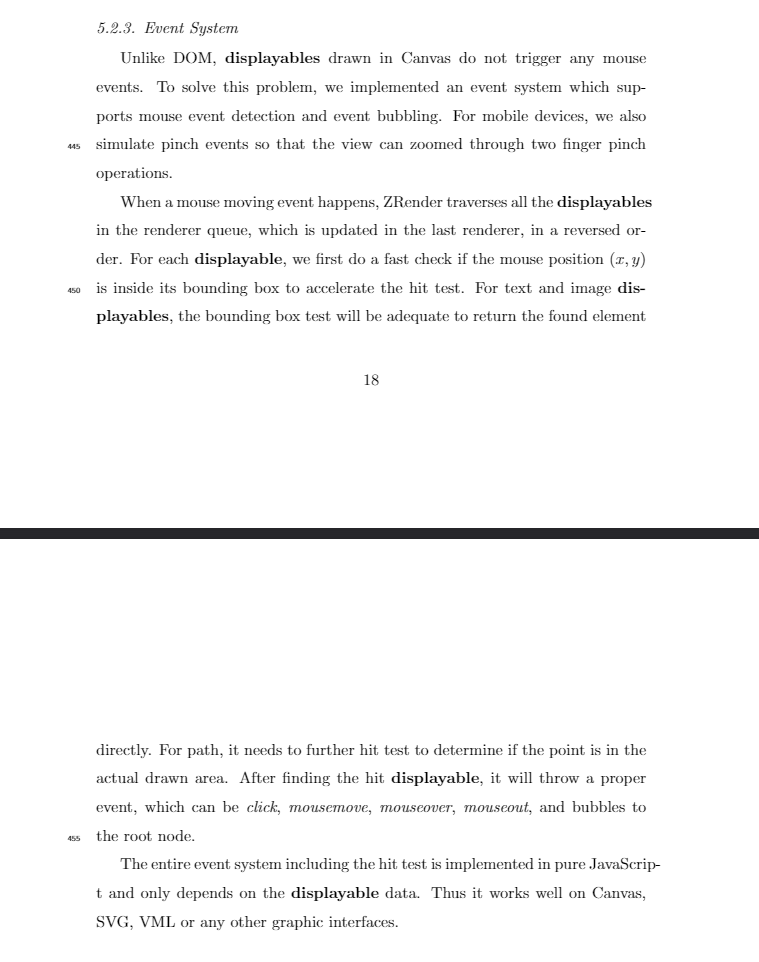 5.2.3. Event System
Unlike DOM, displayables drawn in Canvas do not trigger any mouse
events. To solve this problem, we implemented an event system which sup-
ports mouse event detection and event bubbling. For mobile devices, we also
445 simulate pinch events so that the view can zoomed through two finger pinch
operations.
When a mouse moving event happens, ZRender traverses all the displayables
in the renderer queue, which is updated in the last renderer, in a reversed or-
der. For each displayable, we first do a fast check if the mouse position (x, y)
450 is inside its bounding box to accelerate the hit test. For text and image dis-
playables, the bounding box test will be adequate to return the found element
18
directly. For path, it needs to further hit test to determine if the point is in the
actual drawn area. After finding the hit displayable, it will throw a proper
event, which can be click, mousemove, mouseover, mouseout, and bubbles to
455 the root node.
The entire event system including the hit test is implemented in pure JavaScrip-
t and only depends on the displayable data. Thus it works well on Canvas,
SVG, VML or any other graphic interfaces.